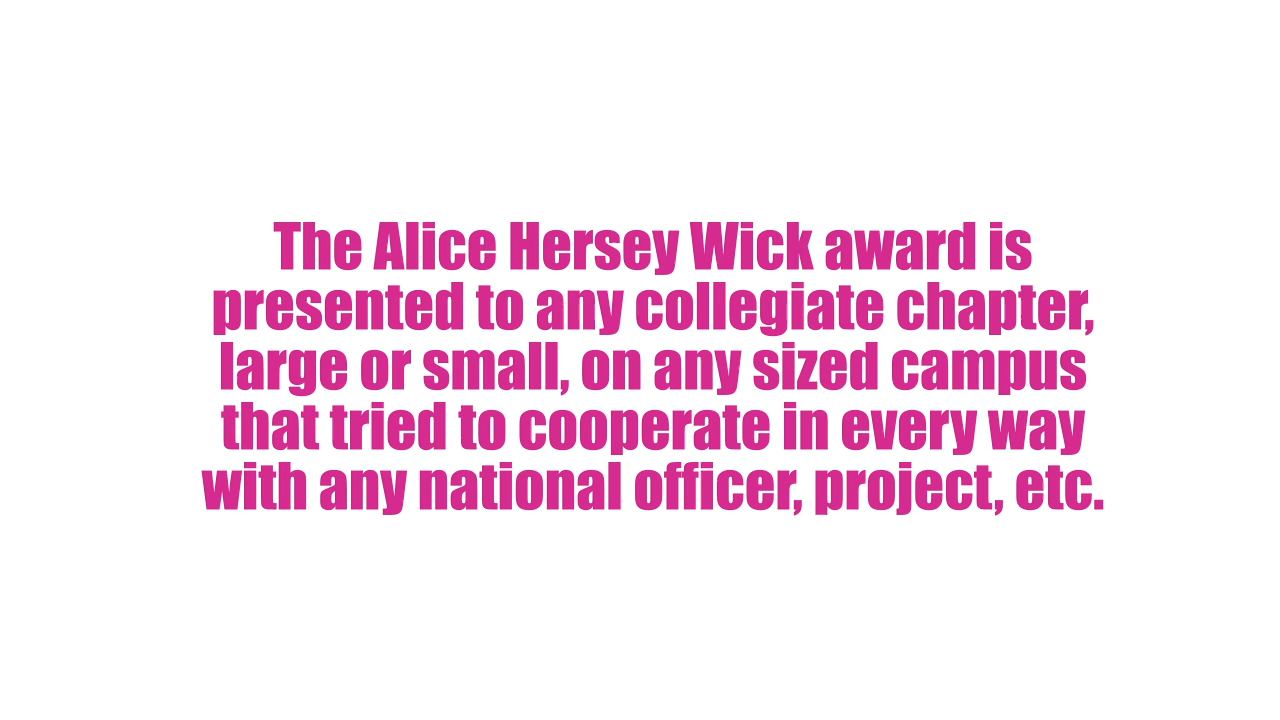 The Alice Hersey Wick award is
presented to any collegiate chapter,
large or small, on any sized campus
that tried to cooperate in every way
with any national officer, project, etc.